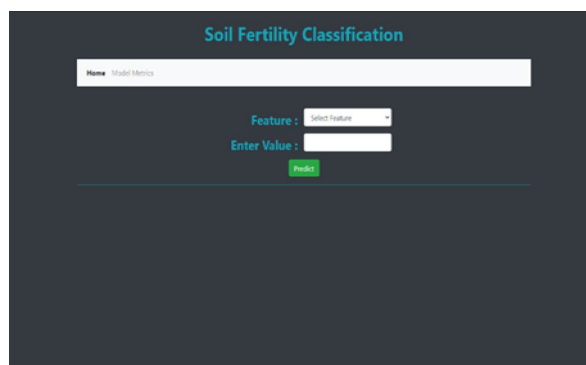 Soil Fertility Classification
Home Model Metrics
Feature : Select Feature
Enter Value :
Predict